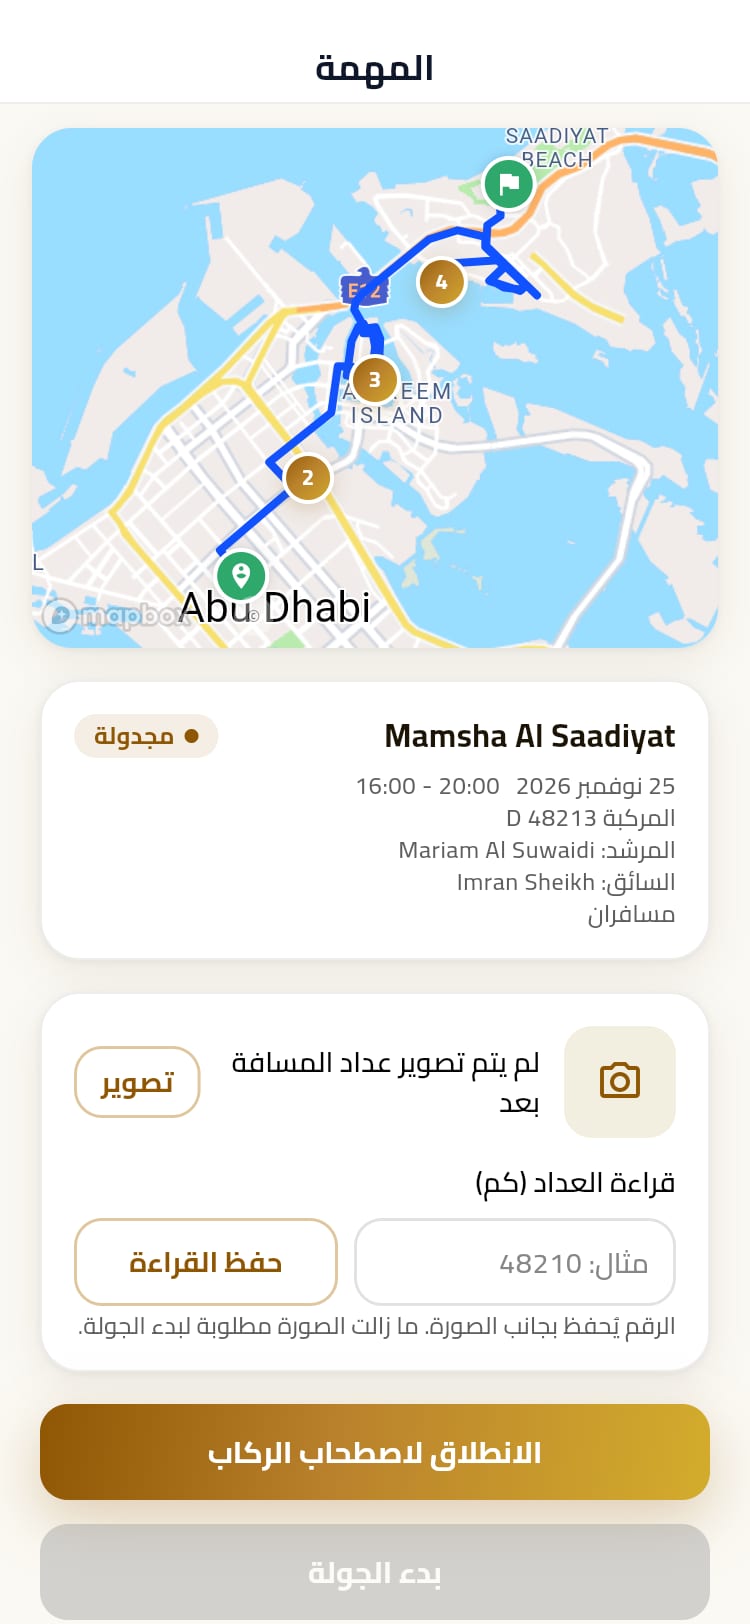 المهمة
SAADIYAT
BEACH
E12
4
3
ISLAND
2
L
Abu Dhabi
mapbox
©
Mamsha Al Saadiyat
مجدولة
25 نوفمبر 2026 16:00 - 20:00
المركبة D 48213
المرشد: Mariam Al Suwaidi
السائق: Imran Sheikh
مسافران
لم يتم تصوير عداد المسافة
بعد
تصوير
قراءة العداد (كم)
مثال: 48210
حفظ القراءة
الرقم يُحفظ بجانب الصورة. ما زالت الصورة مطلوبة لبدء الجولة.
الانطلاق لاصطحاب الركاب
بدء الجولة